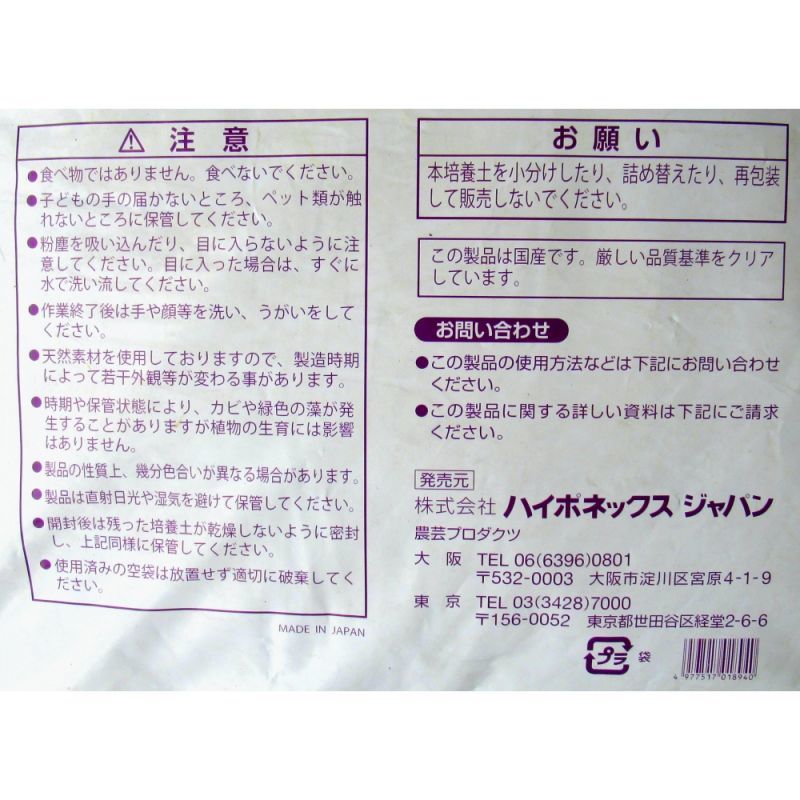 ⚠ 注意
●食べ物ではありません。食べないでください。
●子どもの手の届かないところ、ペット類が触
れないところに保管してください。
●粉塵を吸い込んだり、目に入らないように注
意してください。目に入った場合は、すぐに
水で洗い流してください。
●作業終了後は手や顔等を洗い、うがいをして
ください。
●天然素材を使用しておりますので、製造時期
によって若干外観等が変わる事があります。
●時期や保管状態により、カビや緑色の藻が発
生することがありますが植物の生育には影響
はありません。
●製品の性質上、幾分色合いが異なる場合があります。
●製品は直射日光や湿気を避けて保管してください。
●開封後は残った培養土が乾燥しないように密封
し、上記同様に保管してください。
●使用済みの空袋は放置せず適切に破棄してく
ださい。
MADE IN JAPAN
お願い
本培養土を小分けしたり、詰め替えたり、再包装
して販売しないでください。
この製品は国産です。厳しい品質基準をクリア
しています。
お問い合わせ
●この製品の使用方法などは下記にお問い合わせ
ください。
●この製品に関する詳しい資料は下記にご請求
ください。
発売元
株式会社 ハイポネックス ジャパン
農芸プロダクツ
大 阪 TEL 06(6396)0801
〒532-0003 大阪市淀川区宮原4-1-9
東 京 TEL 03(3428)7000
〒156-0052 東京都世田谷区経堂2-6-6
プラ 袋
4 977517 018940